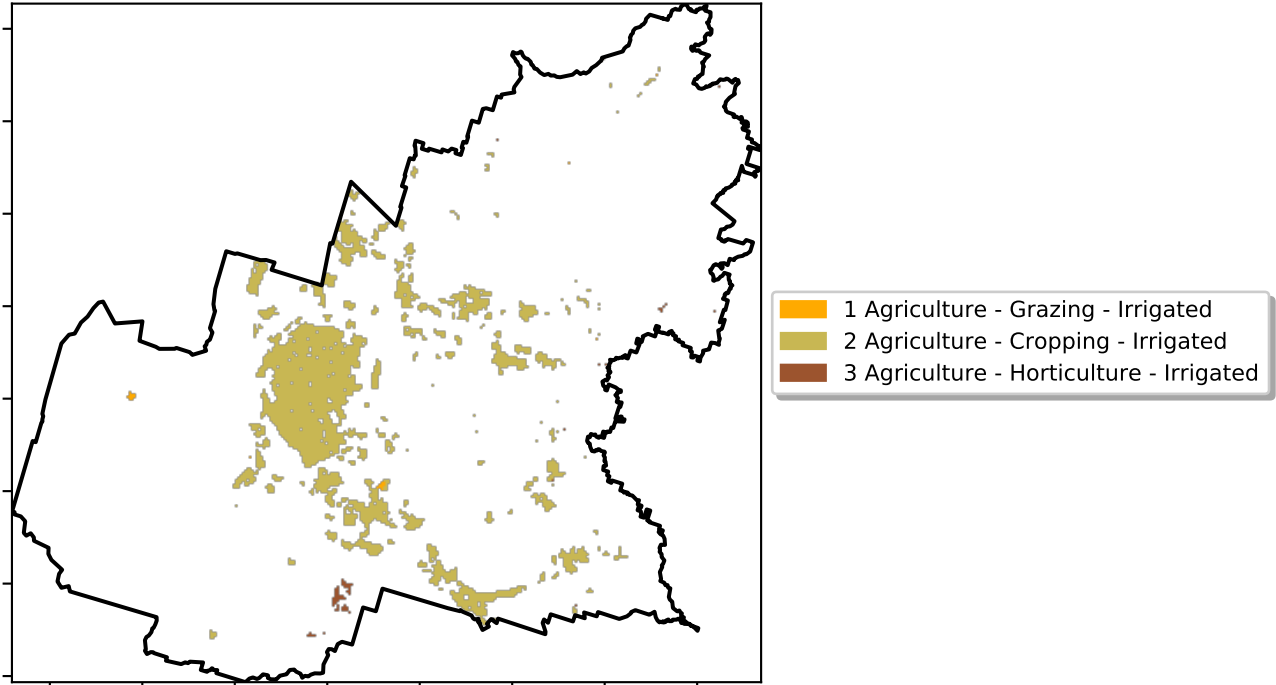 1 Agriculture - Grazing - Irrigated
2 Agriculture - Cropping - Irrigated
3 Agriculture - Horticulture - Irrigated